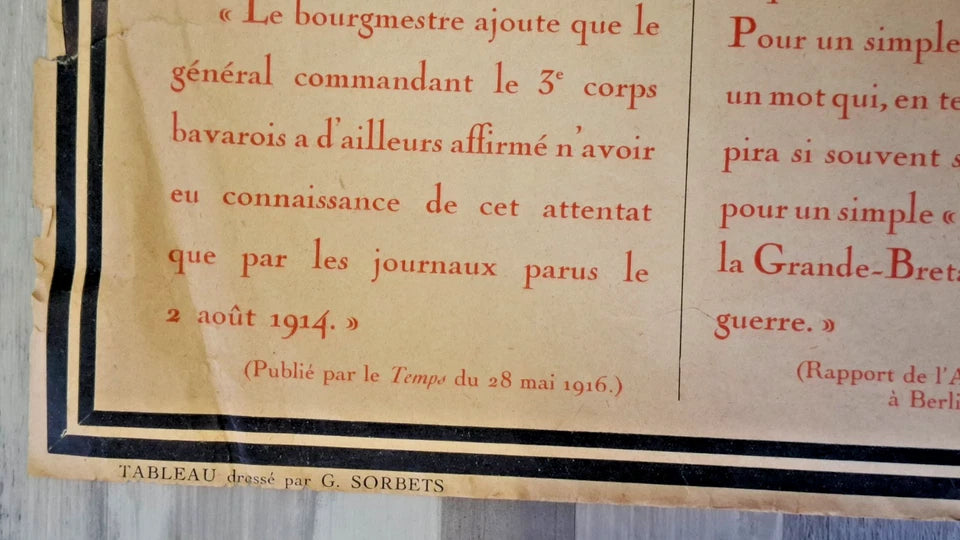 « Le bourgmestre ajoute que le
général commandant le 3e corps
bavarois a d'ailleurs affirmé n'avoir
eu connaissance de cet attentat
que par les journaux parus le
2 août 1914. »
(Publié par le Temps du 28 mai 1916.)
Pour un simple
un mot qui, en te
pira si souvent s
pour un simple «
la Grande-Breta
guerre. »
(Rapport de l'A
à Berli
TABLEAU dressé par G. SORBETS